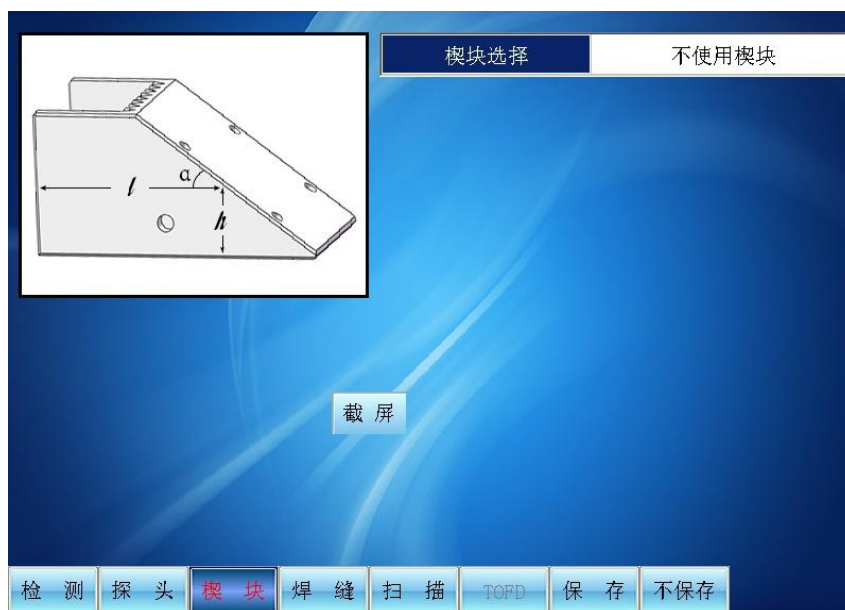 楔块选择 不使用楔块
α
l
h
截 屏
检 测 探 头 楔 块 焊 缝 扫 描 TOFD 保 存 不保存